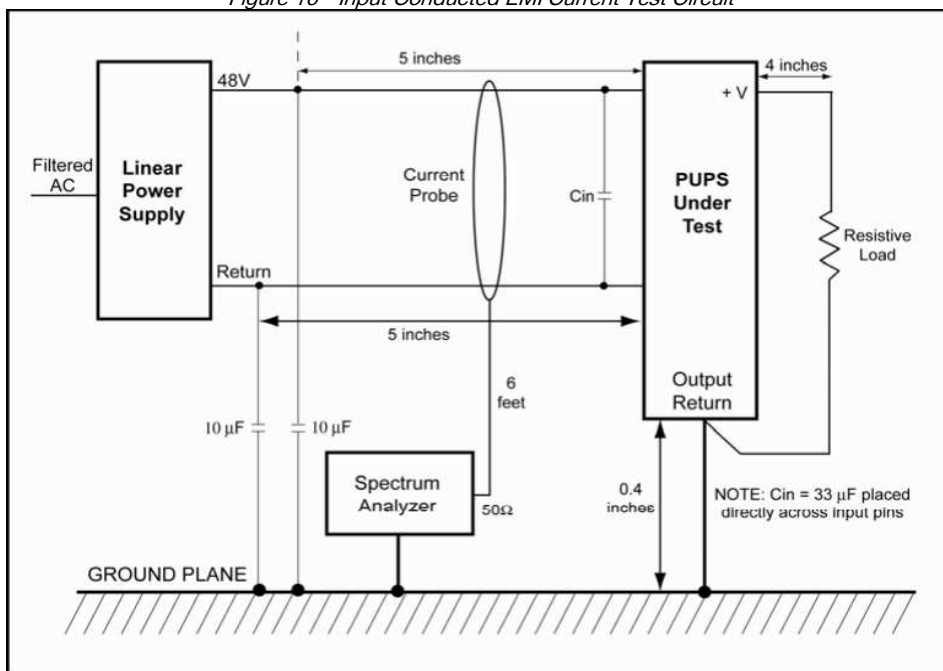 Figure 10 - Input Conducted EMI Current Test Circuit
5 inches
4 inches
48V
+ V
Filtered
AC
Linear
Power
Supply
Current
Probe
Cin
PUPS
Under
Test
Resistive
Load
Return
5 inches
6
feet
Output
Return
10 µF
10 µF
Spectrum
Analyzer
50Ω
0.4
inches
NOTE: Cin = 33 µF placed
directly across input pins
GROUND PLANE